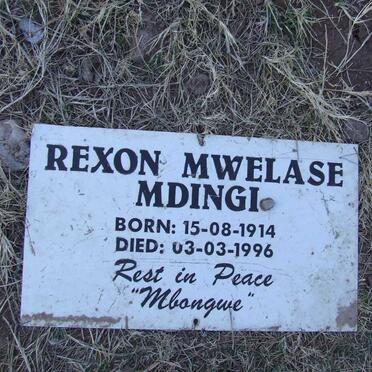 REXON MWELASE
MDINGI
BORN: 15-08-1914
DIED: 03-03-1996
Rest in Peace
"Mbongwe"